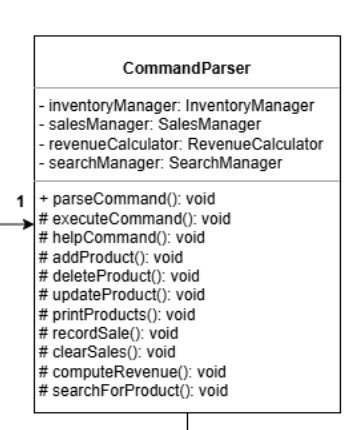 CommandParser
- inventoryManager: InventoryManager
- salesManager: SalesManager
- revenueCalculator: RevenueCalculator
- searchManager: SearchManager
1
+ parseCommand(): void
# executeCommand(): void
# helpCommand(): void
# addProduct(): void
# deleteProduct(): void
# updateProduct(): void
# printProducts(): void
# recordSale(): void
# clearSales(): void
# computeRevenue(): void
# searchForProduct(): void